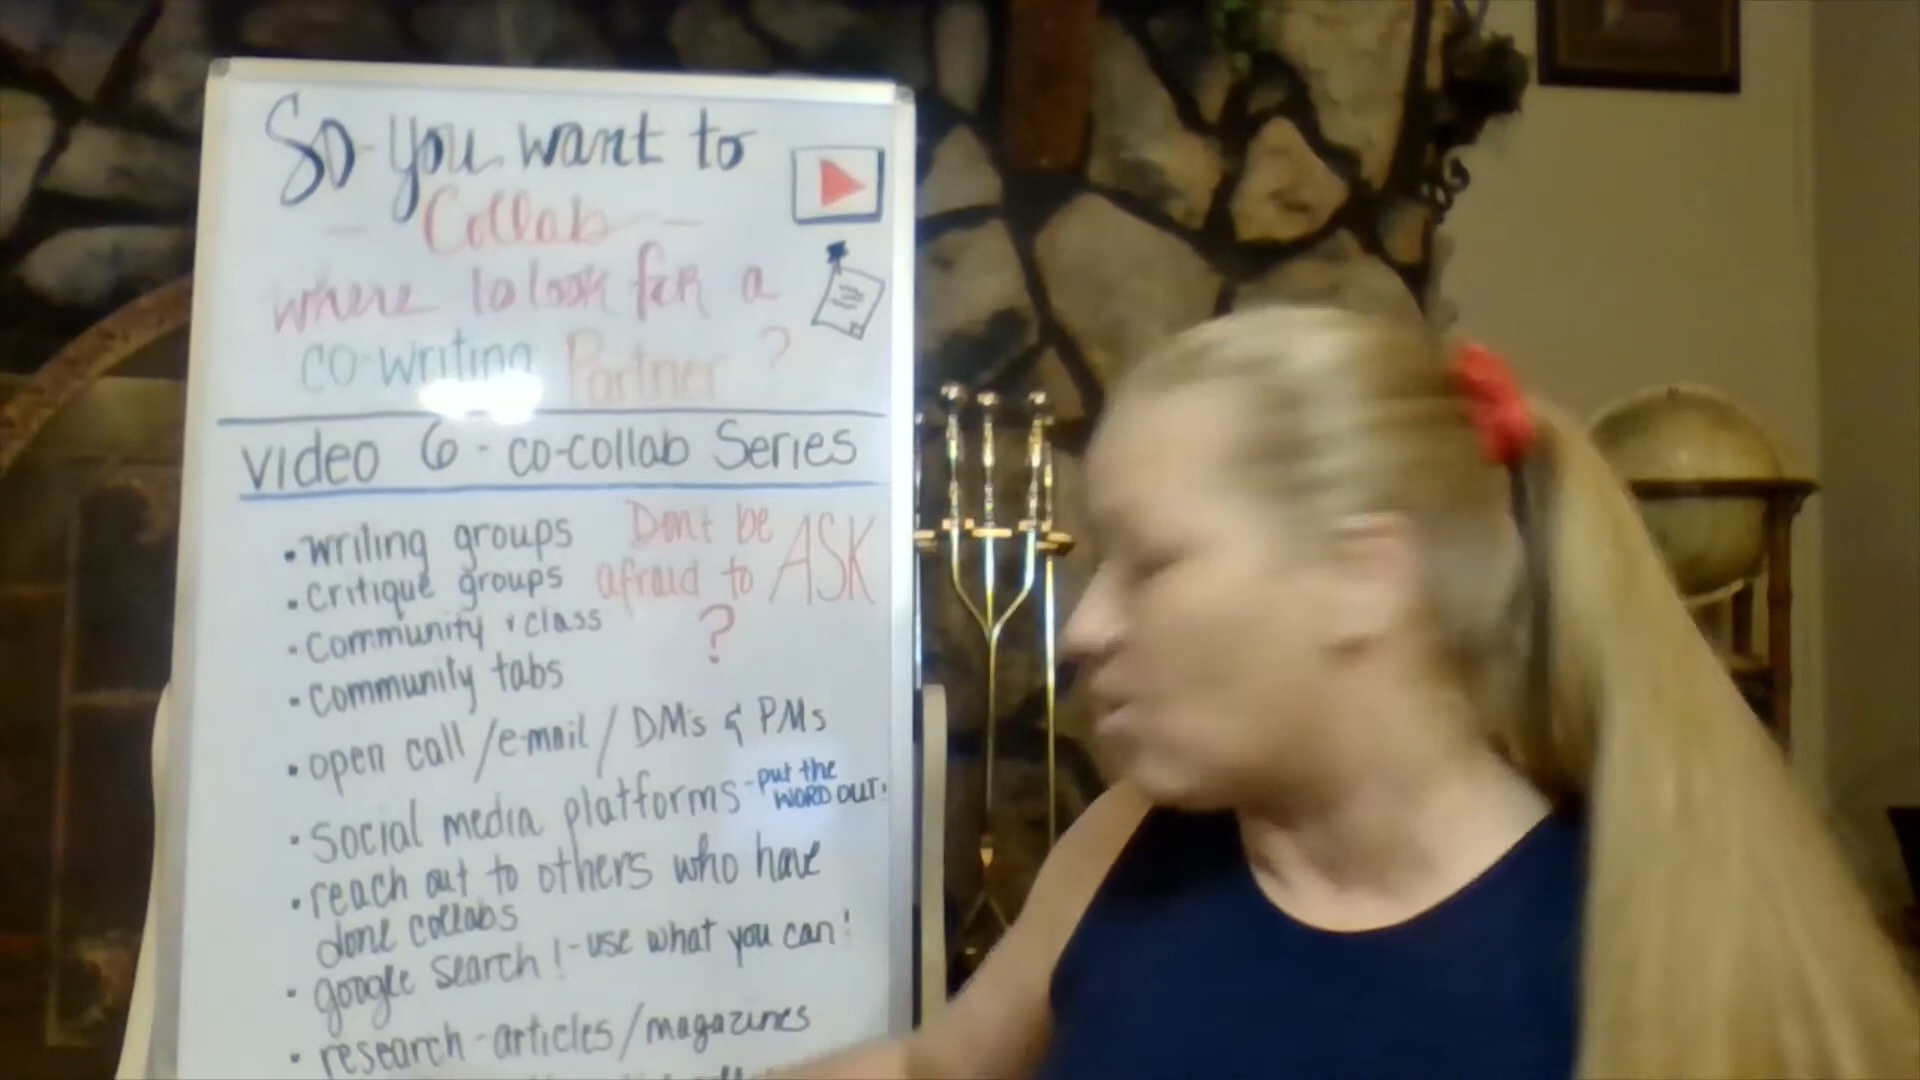 So you want to
- Collab -
where to look for a
co-writing Partner ?
video 6 - co-collab Series
• writing groups
Dont be
• critique groups
afraid to ASK
?
• community + class
• community tabs
• open call / e-mail / DMs & PMs
• social media platforms - put the
WORD OUT!
• reach out to others who have
done collabs
• google search! - use what you can!
• research - articles / magazines